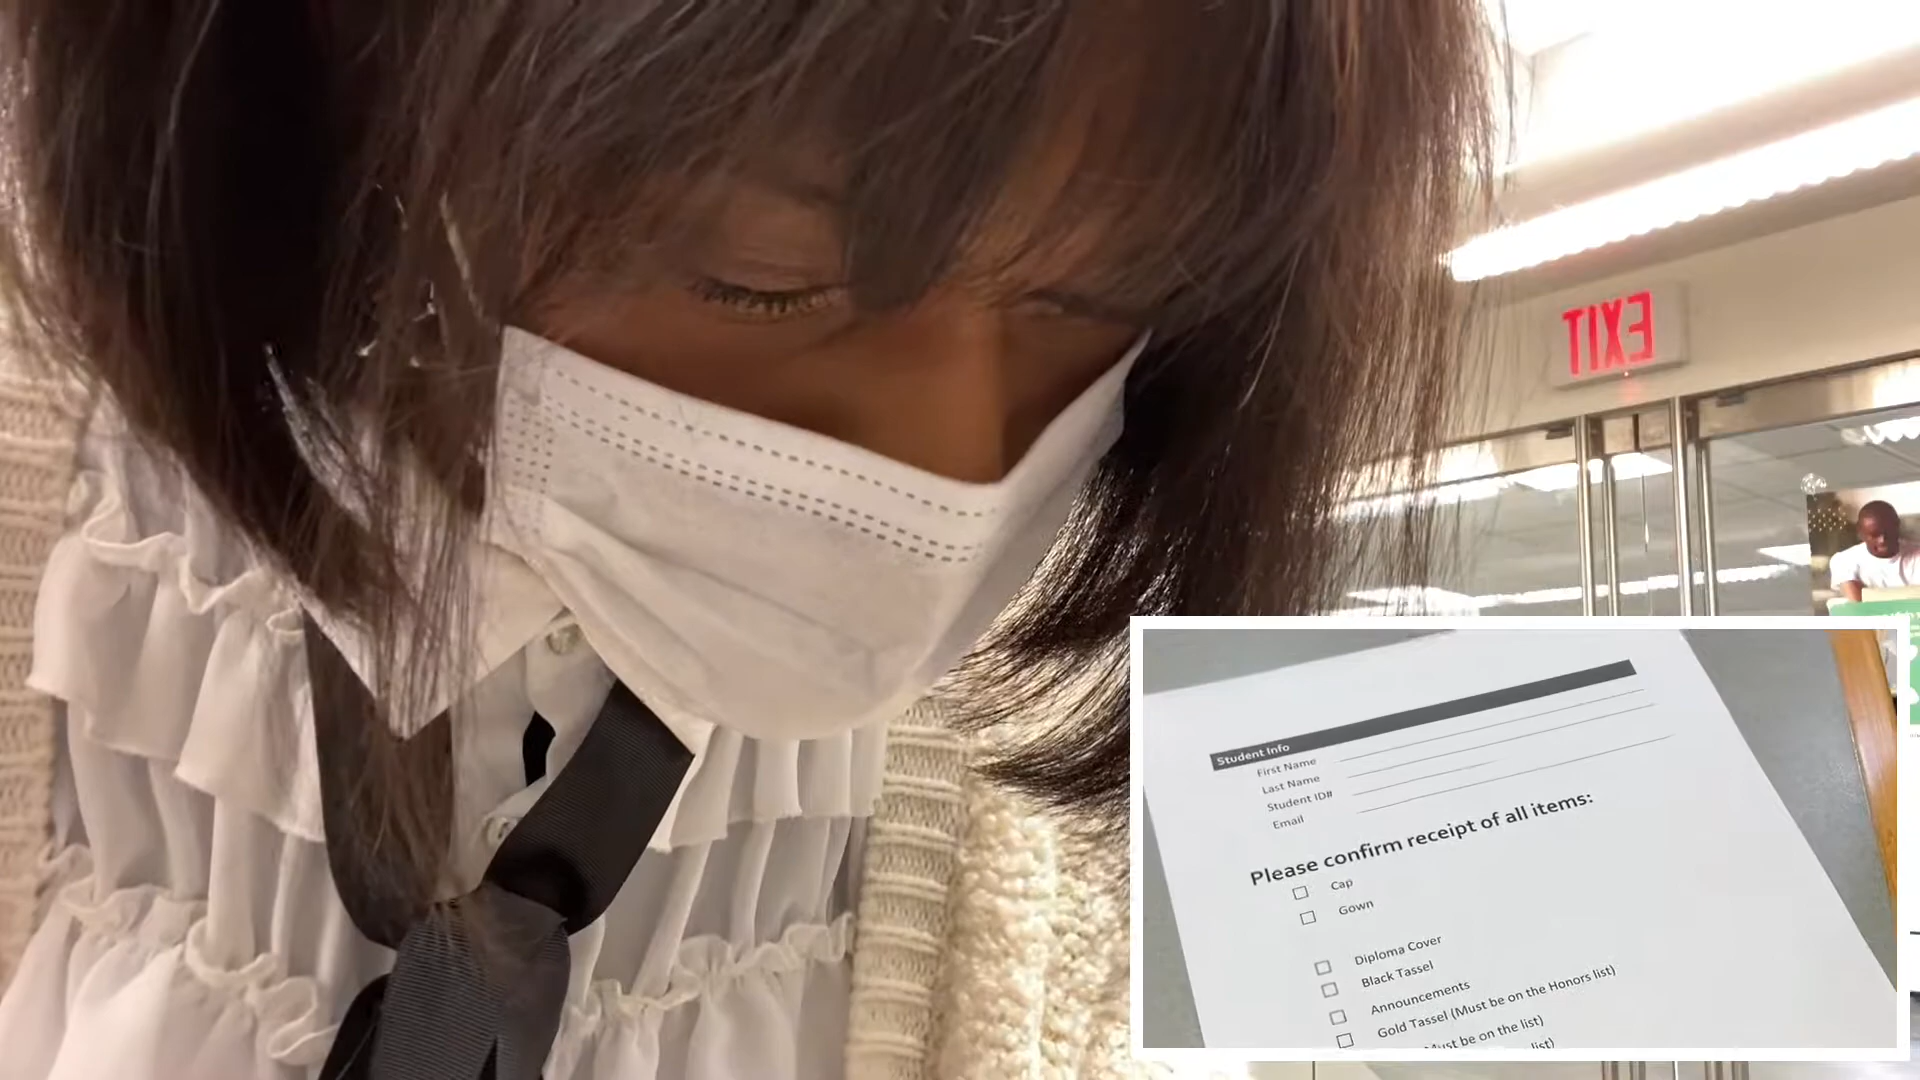 EXIT
Student Info
First Name
Last Name
Student ID#
Email
Please confirm receipt of all items:
Cap
Gown
Diploma Cover
Black Tassel
Announcements
Gold Tassel (Must be on the Honors list)
Must be on the list)
list)